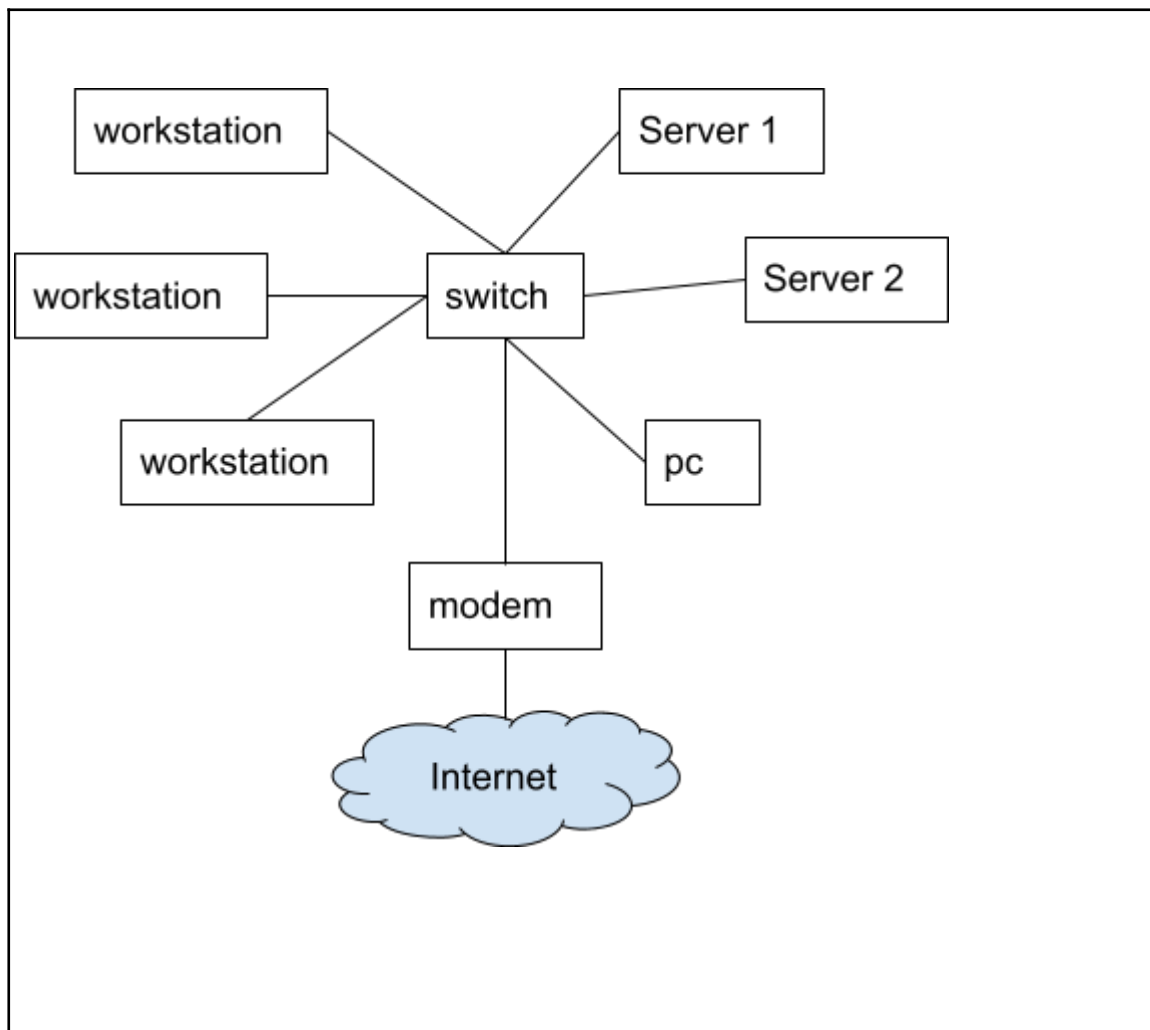 workstation
Server 1
workstation
switch
Server 2
workstation
pc
modem
Internet